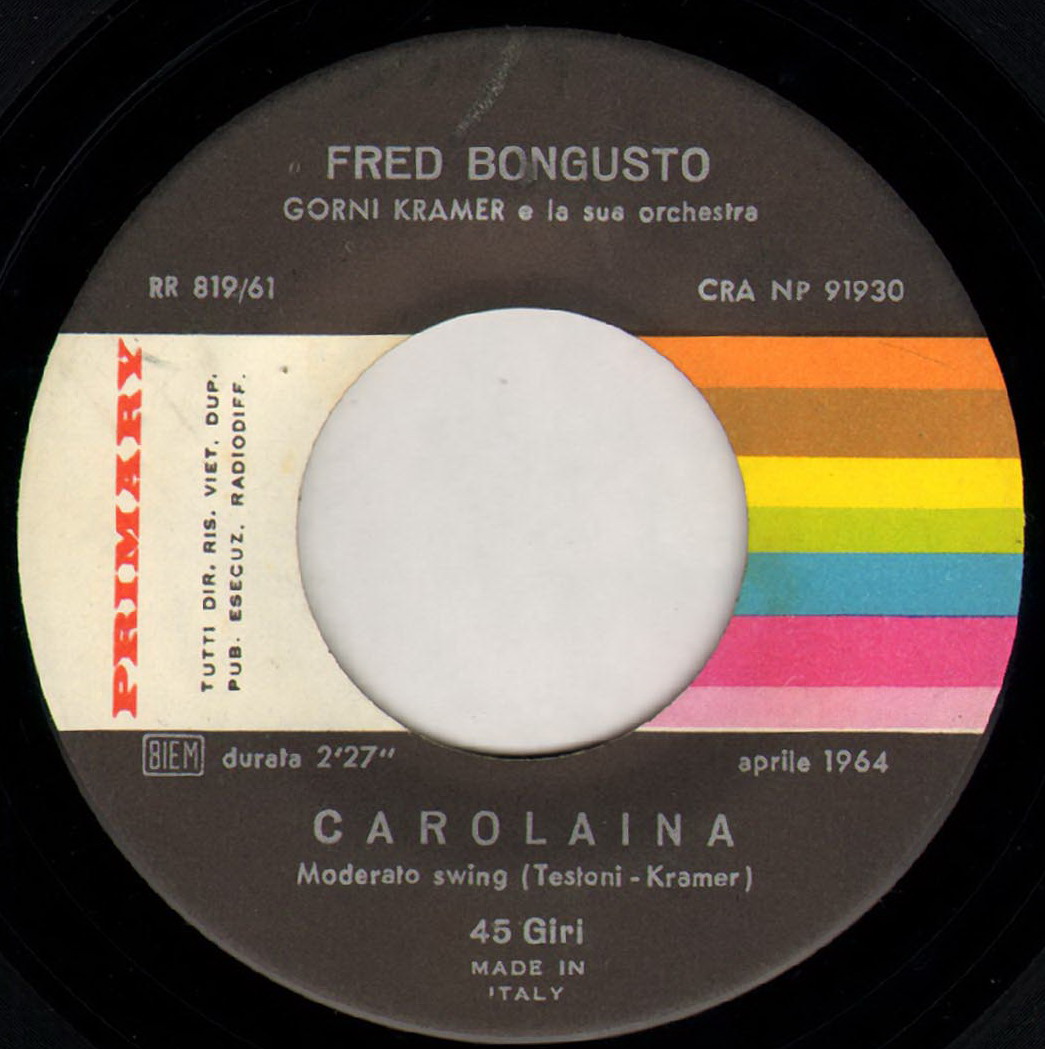 FRED BONGUSTO
GORNI KRAMER e la sua orchestra
RR 819/61
CRA NP 91930
PRIMARY
TUTTI DIR. RIS. VIET. DUP.
PUB. ESECUZ. RADIODIFF.
BIEM durata 2'27"
aprile 1964
CAROLAINA
Moderato swing (Testoni - Kramer)
45 Giri
MADE IN
ITALY